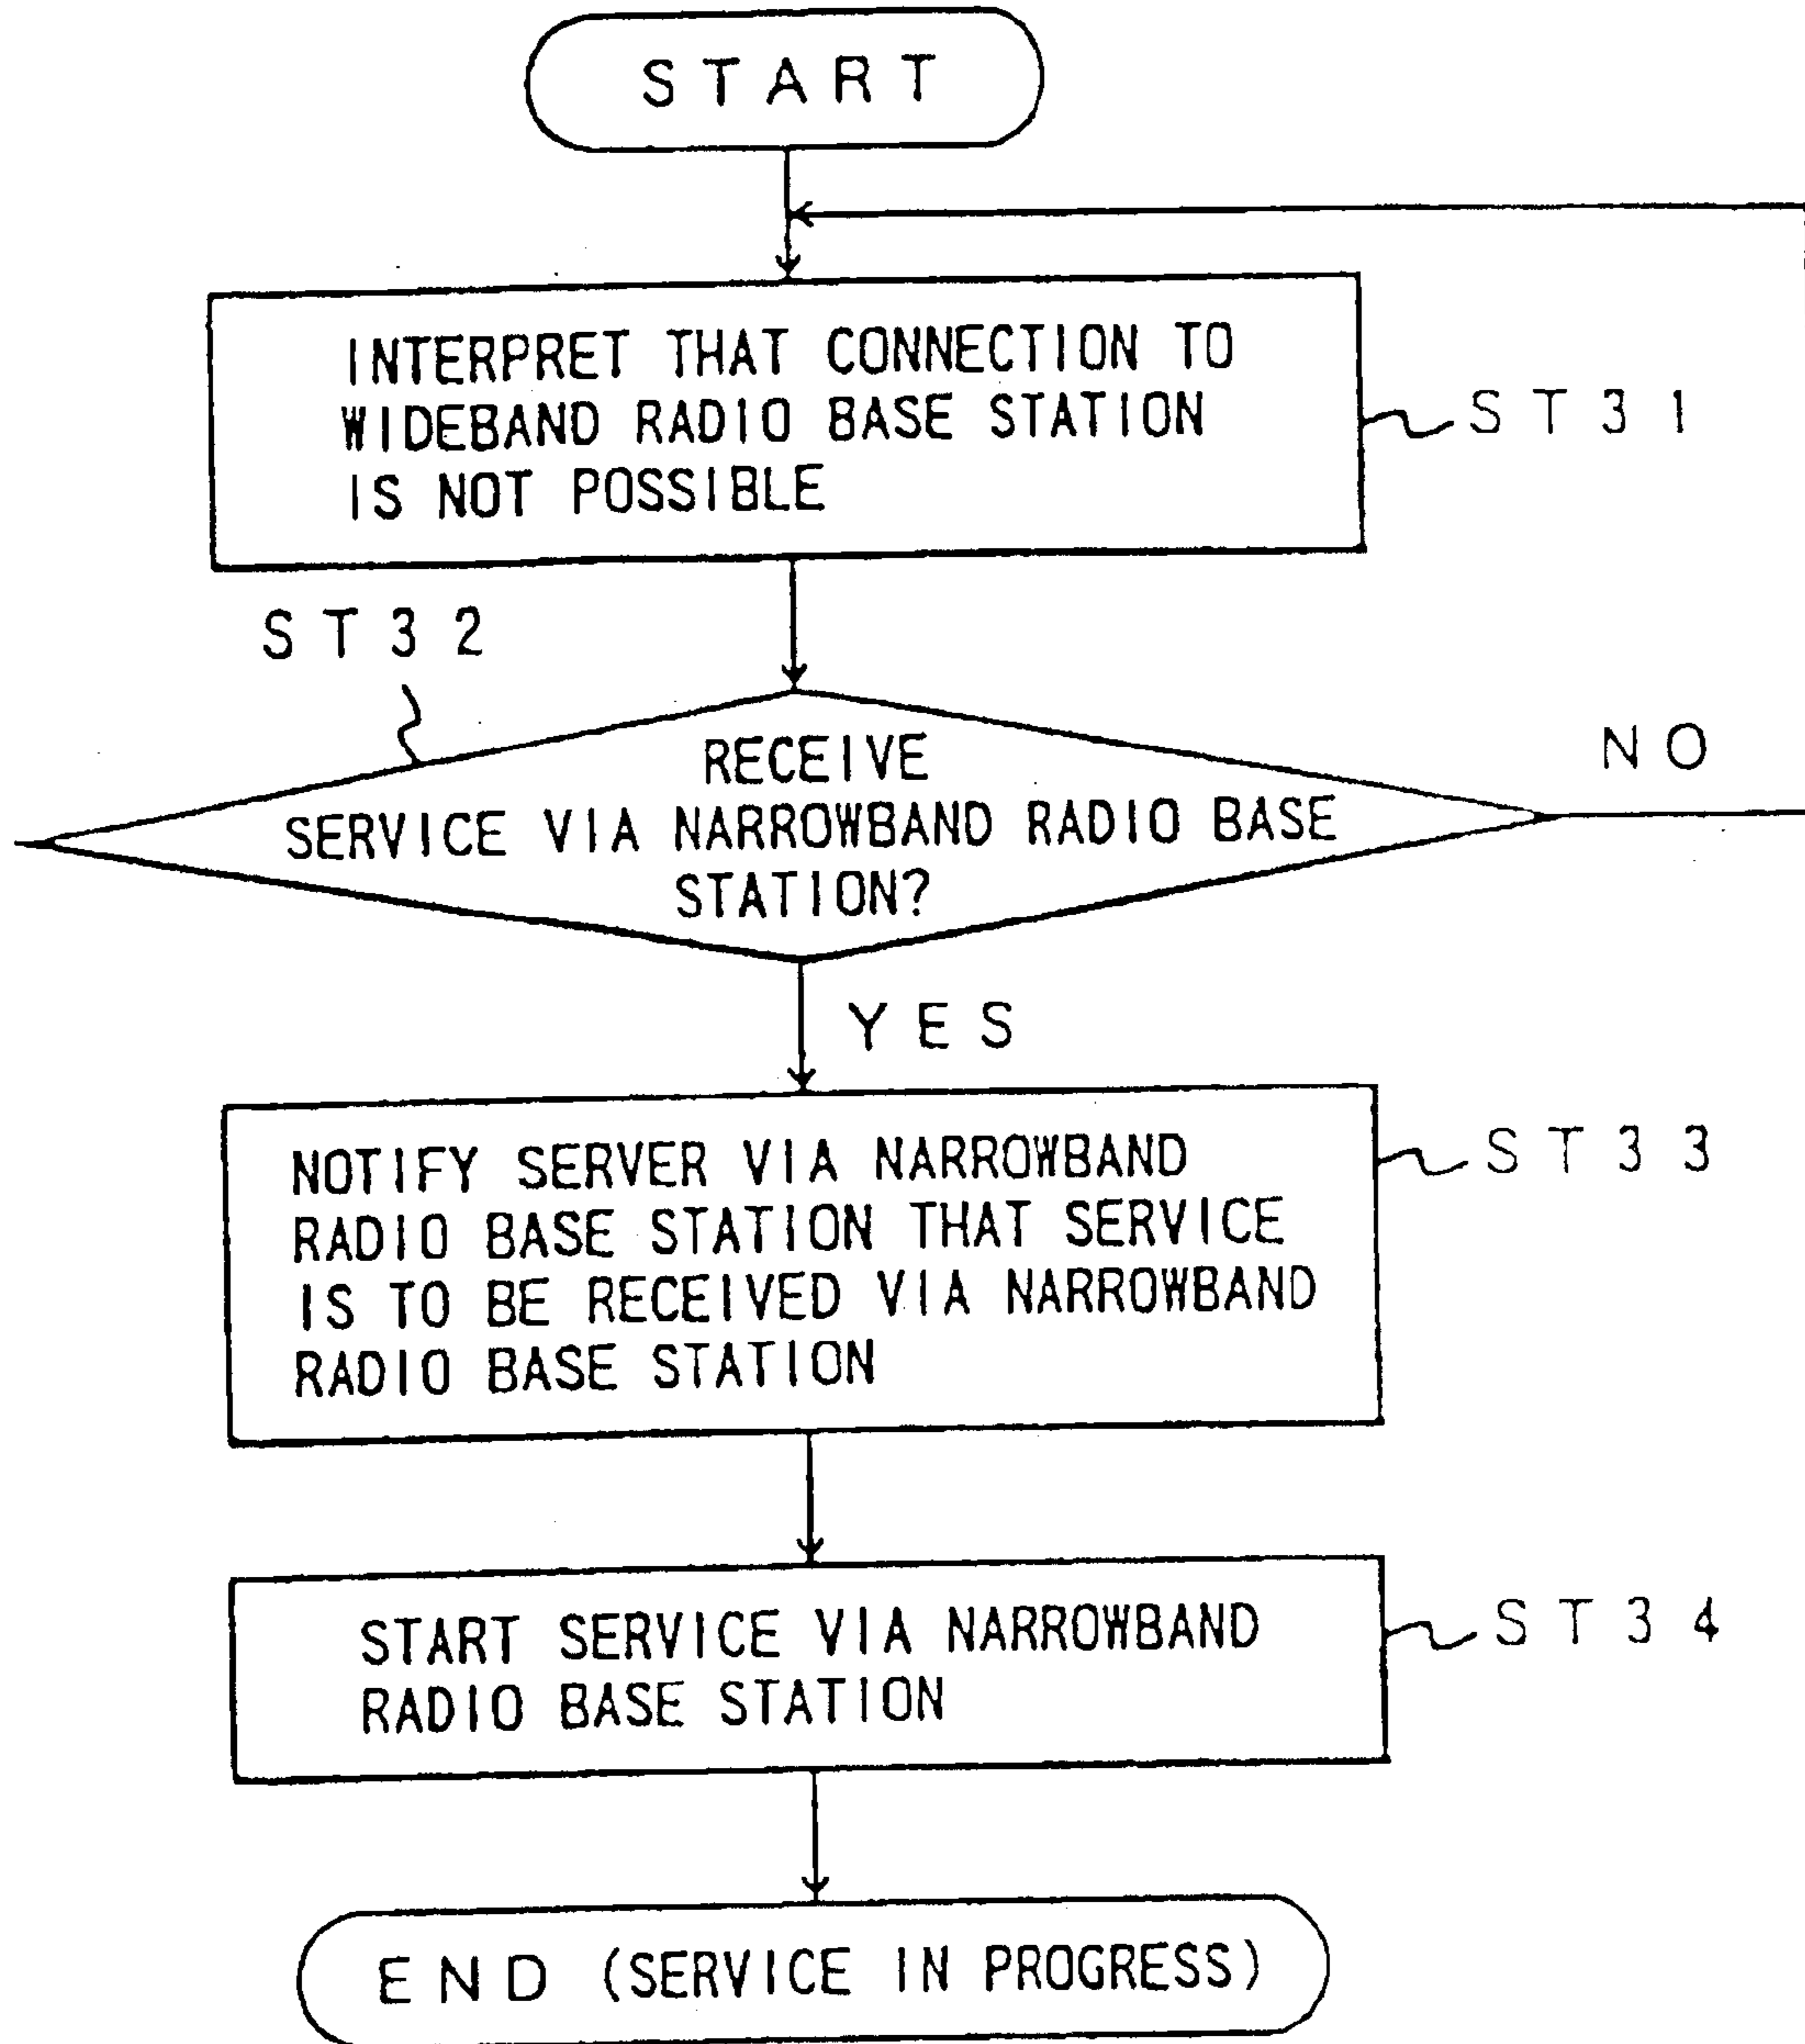 START
INTERPRET THAT CONNECTION TO
WIDEBAND RADIO BASE STATION
IS NOT POSSIBLE
ST31
ST32
RECEIVE
SERVICE VIA NARROWBAND RADIO BASE
STATION?
NO
YES
NOTIFY SERVER VIA NARROWBAND
RADIO BASE STATION THAT SERVICE
IS TO BE RECEIVED VIA NARROWBAND
RADIO BASE STATION
ST33
START SERVICE VIA NARROWBAND
RADIO BASE STATION
ST34
END (SERVICE IN PROGRESS)